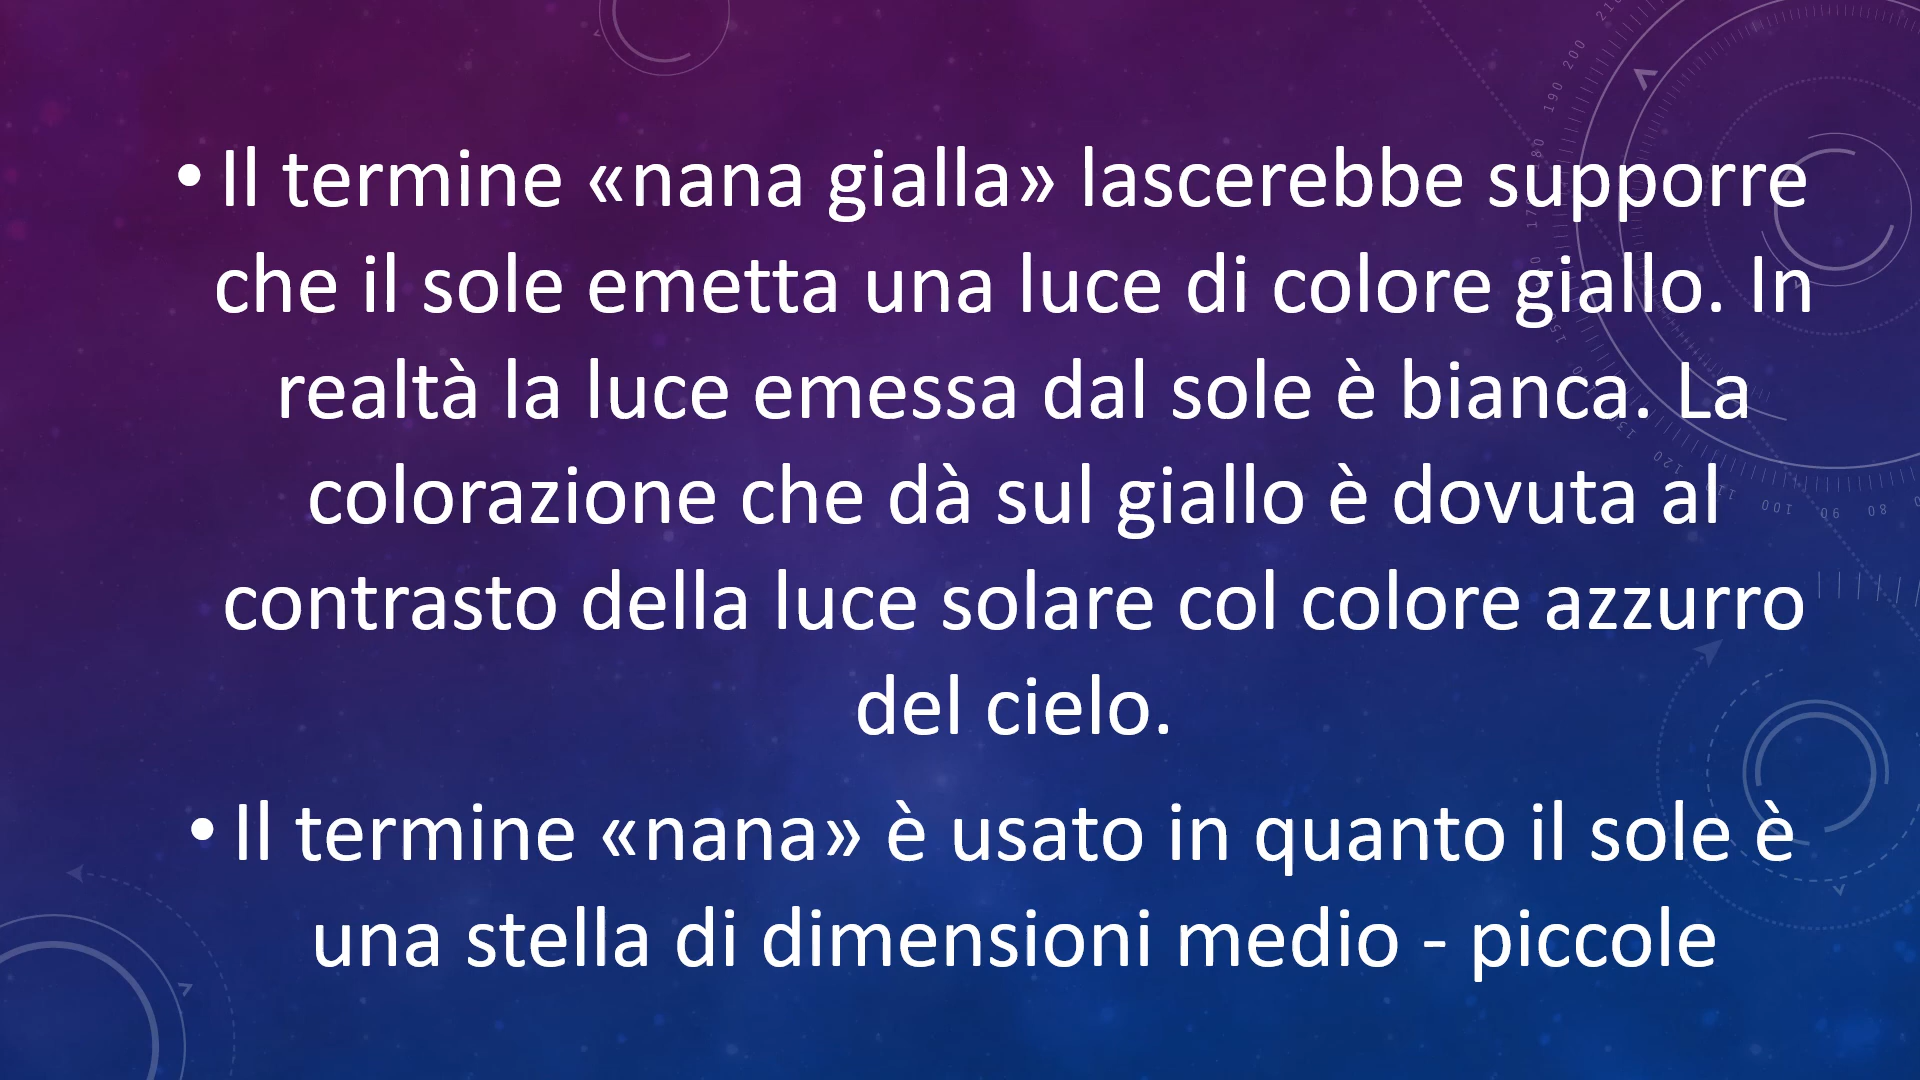 • Il termine «nana gialla» lascerebbe supporre
che il sole emetta una luce di colore giallo. In
realtà la luce emessa dal sole è bianca. La
colorazione che dà sul giallo è dovuta al
contrasto della luce solare col colore azzurro
del cielo.
• Il termine «nana» è usato in quanto il sole è
una stella di dimensioni medio - piccole